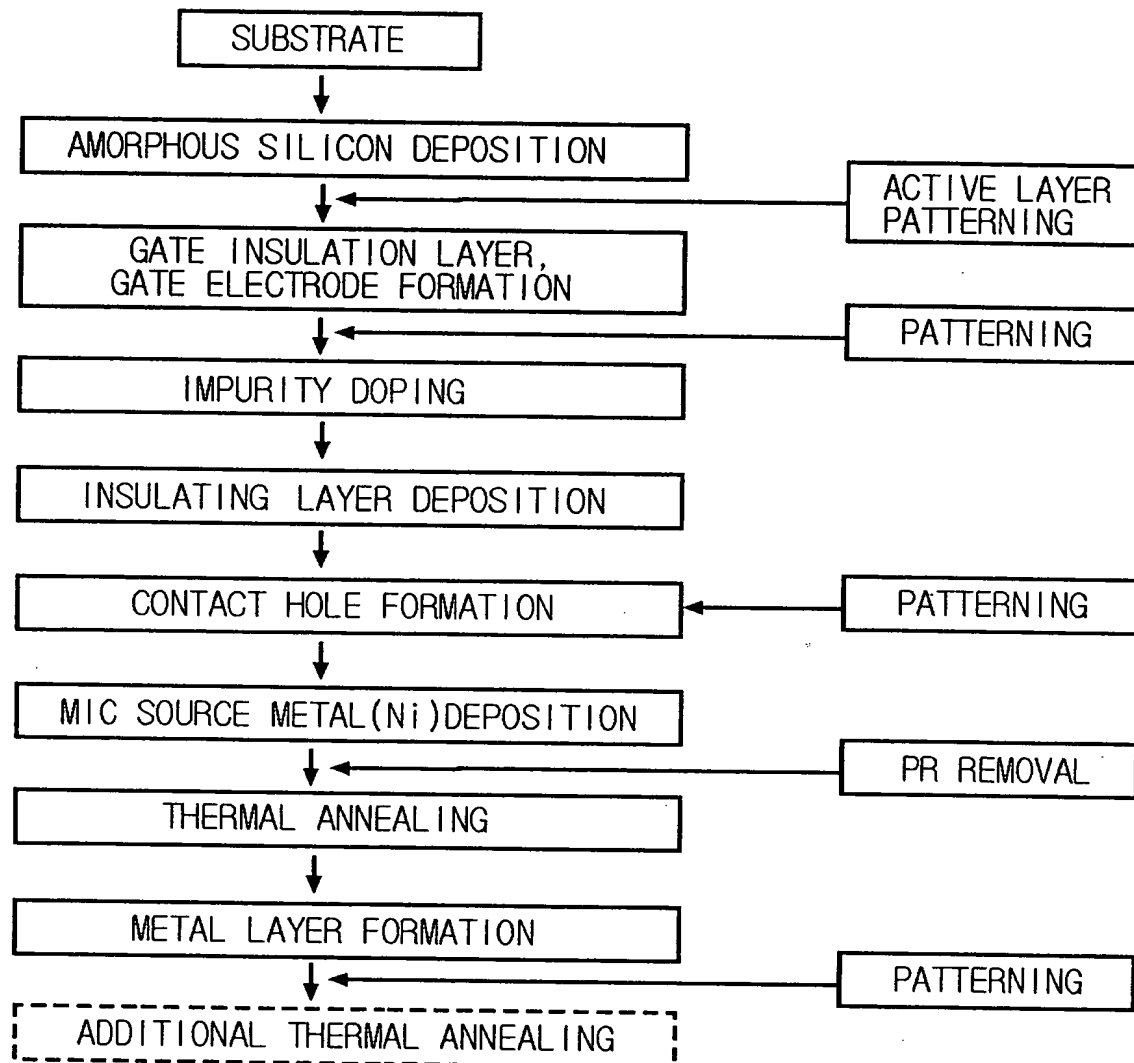 SUBSTRATE
AMORPHOUS SILICON DEPOSITION
ACTIVE LAYER
PATTERNING
GATE INSULATION LAYER,
GATE ELECTRODE FORMATION
PATTERNING
IMPURITY DOPING
INSULATING LAYER DEPOSITION
CONTACT HOLE FORMATION
PATTERNING
MIC SOURCE METAL(Ni)DEPOSITION
PR REMOVAL
THERMAL ANNEALING
METAL LAYER FORMATION
PATTERNING
ADDITIONAL THERMAL ANNEALING